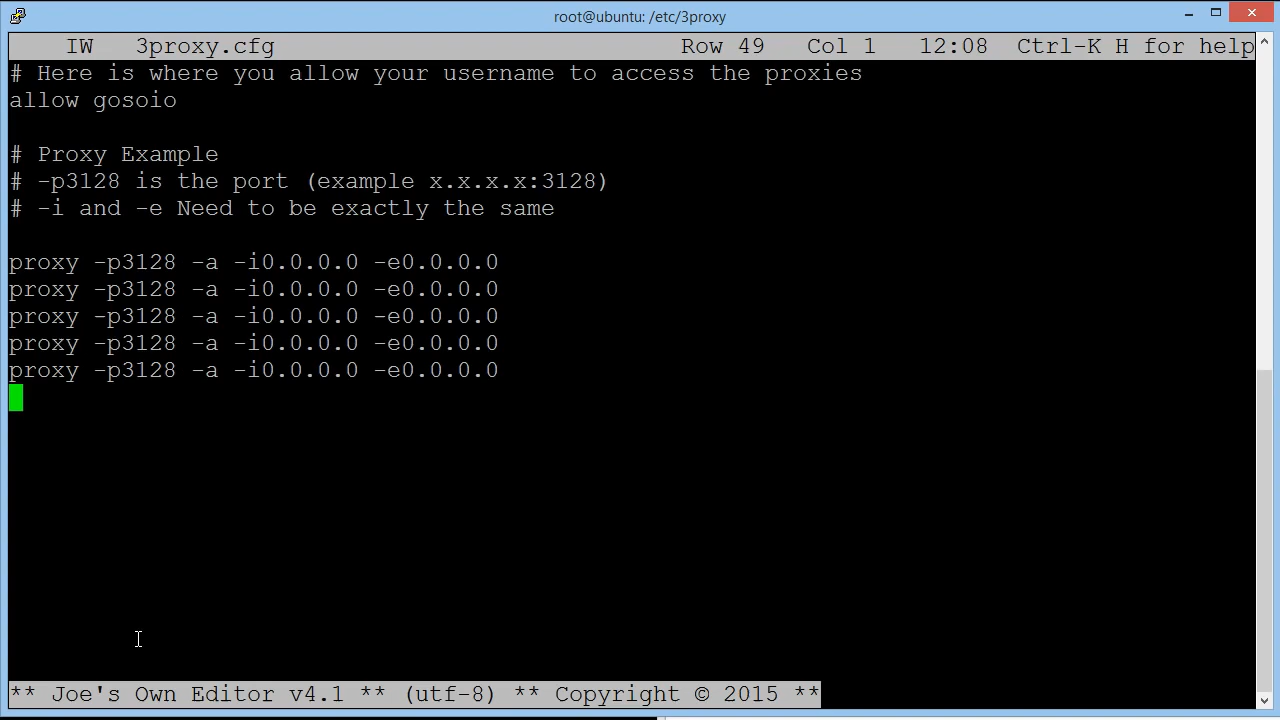 root@ubuntu: /etc/3proxy
IW 3proxy.cfg Row 49 Col 1 12:08 Ctrl-K H for help
# Here is where you allow your username to access the proxies
allow gosoio
# Proxy Example
# -p3128 is the port (example x.x.x.x:3128)
# -i and -e Need to be exactly the same
proxy -p3128 -a -i0.0.0.0 -e0.0.0.0
proxy -p3128 -a -i0.0.0.0 -e0.0.0.0
proxy -p3128 -a -i0.0.0.0 -e0.0.0.0
proxy -p3128 -a -i0.0.0.0 -e0.0.0.0
proxy -p3128 -a -i0.0.0.0 -e0.0.0.0
** Joe's Own Editor v4.1 ** (utf-8) ** Copyright © 2015 **